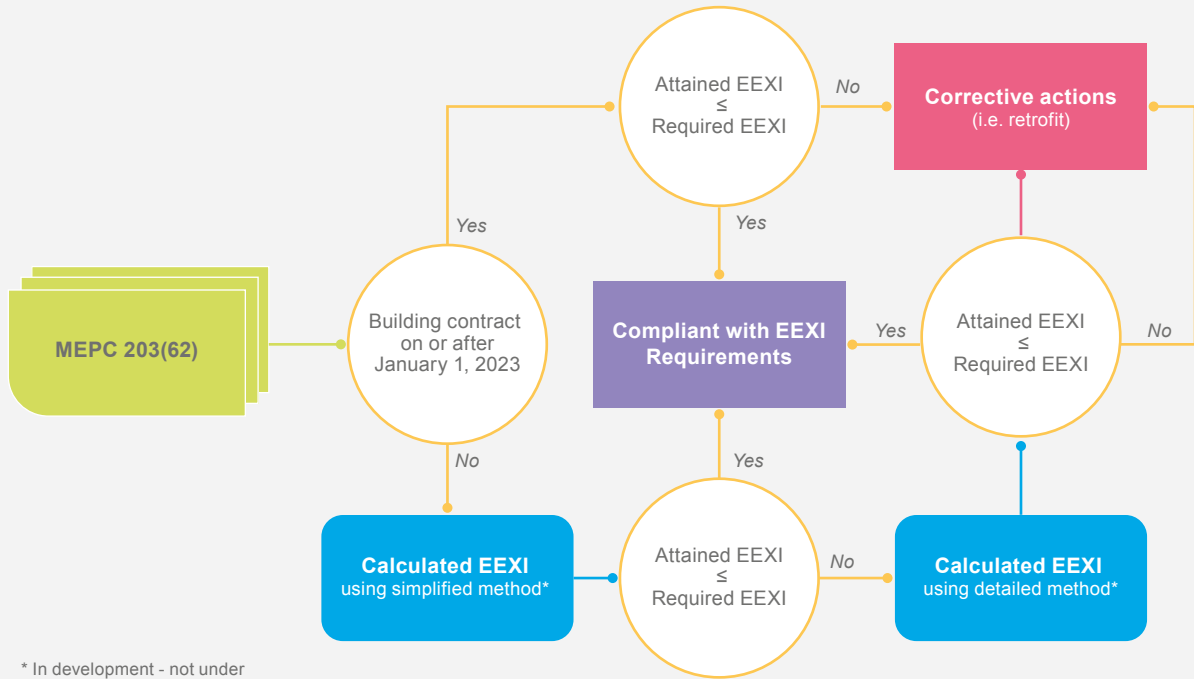 Attained EEXI
≤
Required EEXI
No
Corrective actions
(i.e. retrofit)
Yes
Yes
MEPC 203(62)
Building contract
on or after
January 1, 2023
Compliant with EEXI
Requirements
Yes
Attained EEXI
≤
Required EEXI
No
No
Yes
Calculated EEXI
using simplified method*
Attained EEXI
≤
Required EEXI
No
Calculated EEXI
using detailed method*
* In development - not under